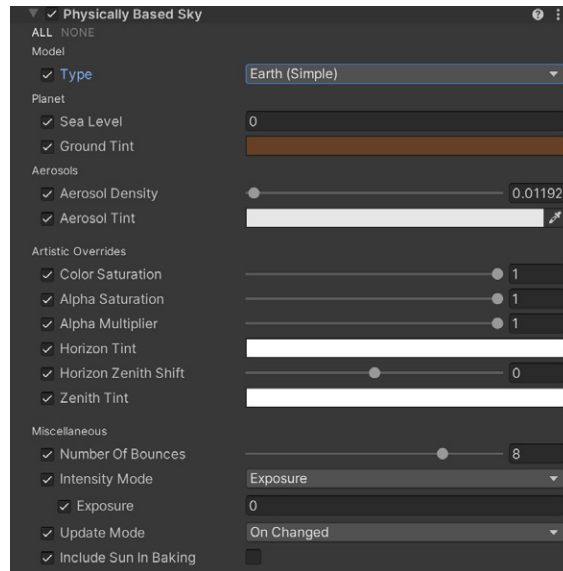 Physically Based Sky
ALL NONE
Model
Type Earth (Simple)
Planet
Sea Level 0
Ground Tint
Aerosols
Aerosol Density 0.01192
Aerosol Tint
Artistic Overrides
Color Saturation 1
Alpha Saturation 1
Alpha Multiplier 1
Horizon Tint
Horizon Zenith Shift 0
Zenith Tint
Miscellaneous
Number Of Bounces 8
Intensity Mode Exposure
Exposure 0
Update Mode On Changed
Include Sun In Baking